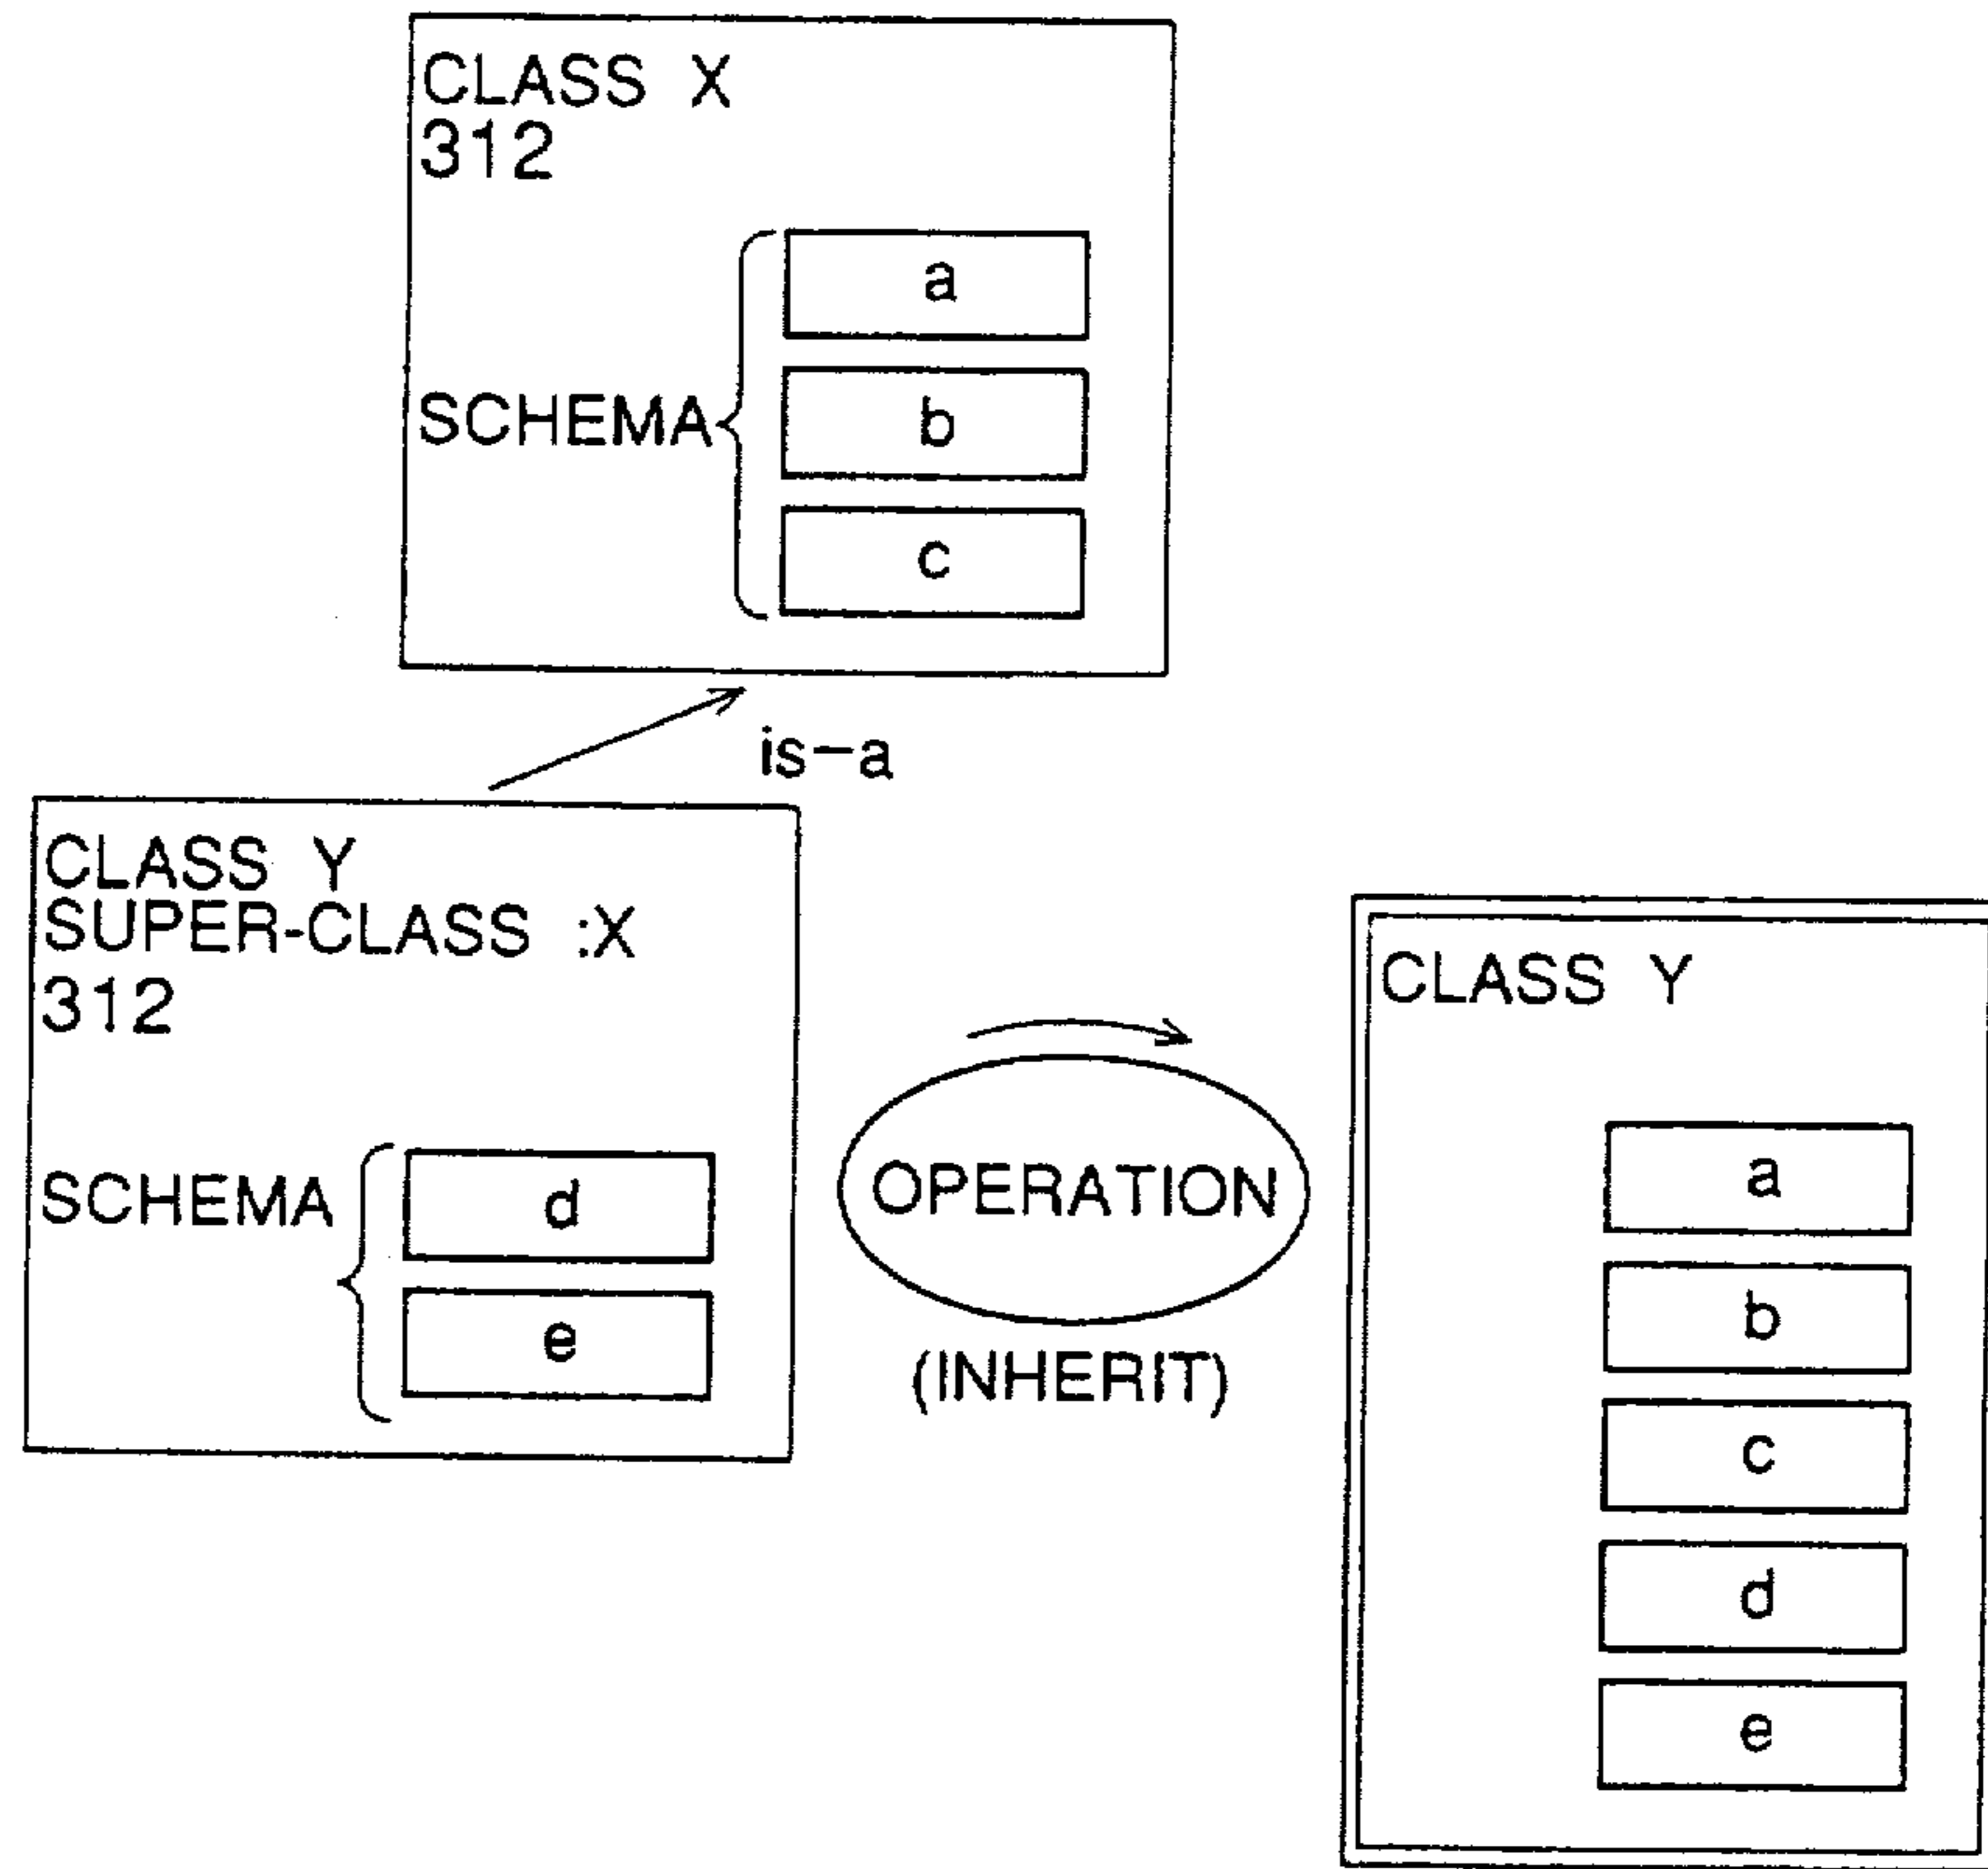 CLASS X
312
a
SCHEMA b
c
is-a
CLASS Y
SUPER-CLASS :X
312
SCHEMA d
e
OPERATION
(INHERIT)
CLASS Y
a
b
c
d
e